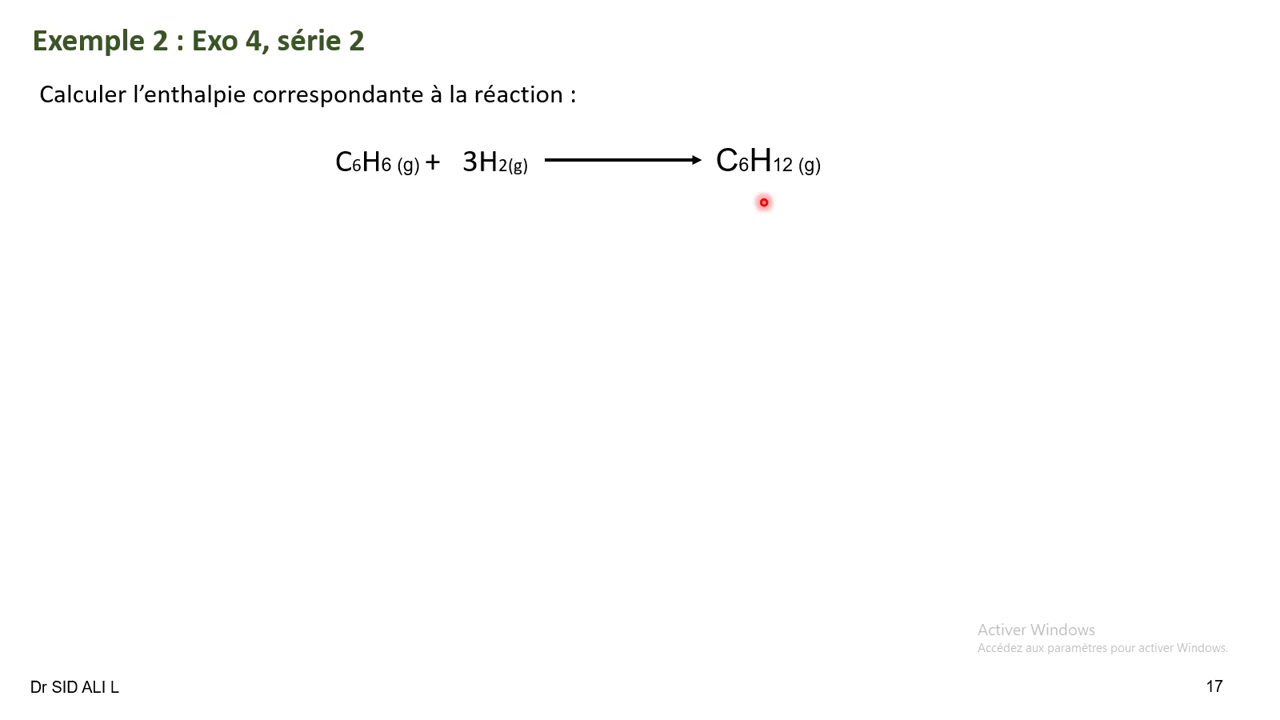 Exemple 2 : Exo 4, série 2
Calculer l’enthalpie correspondante à la réaction :
C6H6 (g) + 3H2(g) ⟶ C6H12 (g)
Activer Windows
Accédez aux paramètres pour activer Windows.
Dr SID ALI L
17